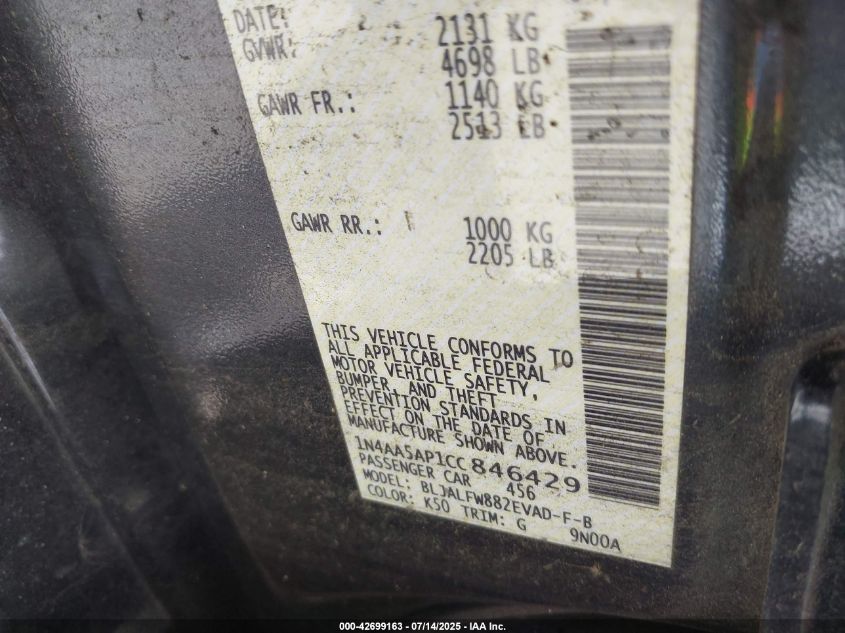 DATE:
GVWR: 2131 KG
4698 LB
GAWR FR.: 1140 KG
2513 LB
GAWR RR.: 1000 KG
2205 LB
THIS VEHICLE CONFORMS TO
ALL APPLICABLE FEDERAL
MOTOR VEHICLE SAFETY,
BUMPER, AND THEFT
PREVENTION STANDARDS IN
EFFECT ON THE DATE OF
MANUFACTURE SHOWN ABOVE.
1N4AA5AP1CC846429
PASSENGER CAR 456
MODEL: BLJALFW882EVAD-F-B
COLOR: K50 TRIM: G 9N00A
000-42699163 - 07/14/2025 - IAA Inc.